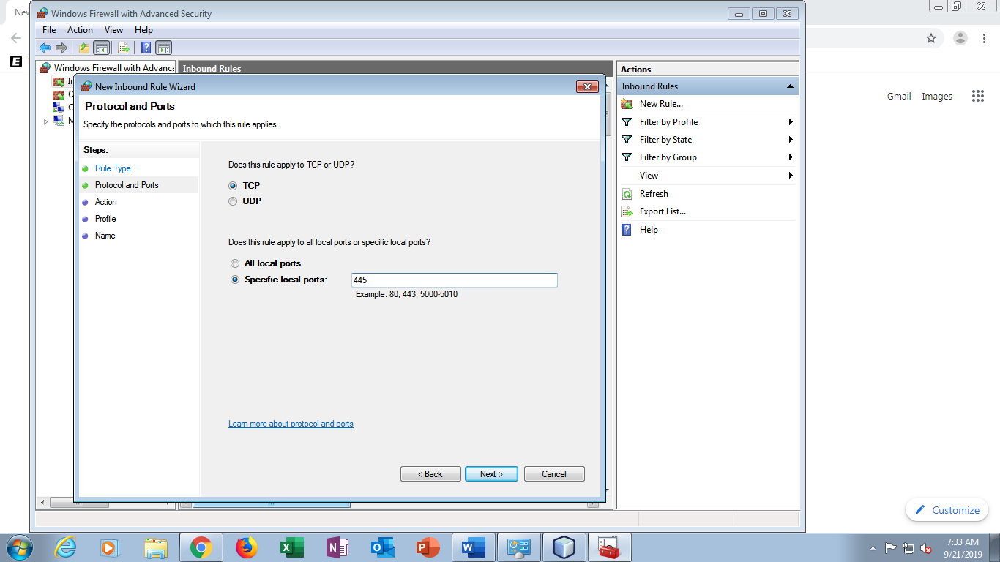 New
Windows Firewall with Advanced Security
File Action View Help
Windows Firewall with Advance
Inbound Rules
Actions
Inbound Rules
New Rule...
Filter by Profile
Filter by State
Filter by Group
View
Refresh
Export List...
Help
New Inbound Rule Wizard
Protocol and Ports
Specify the protocols and ports to which this rule applies.
Steps:
Rule Type
Protocol and Ports
Action
Profile
Name
Does this rule apply to TCP or UDP?
TCP
UDP
Does this rule apply to all local ports or specific local ports?
All local ports
Specific local ports: 445
Example: 80, 443, 5000-5010
Learn more about protocol and ports
< Back Next > Cancel
Gmail Images
Customize
7:33 AM
9/21/2019